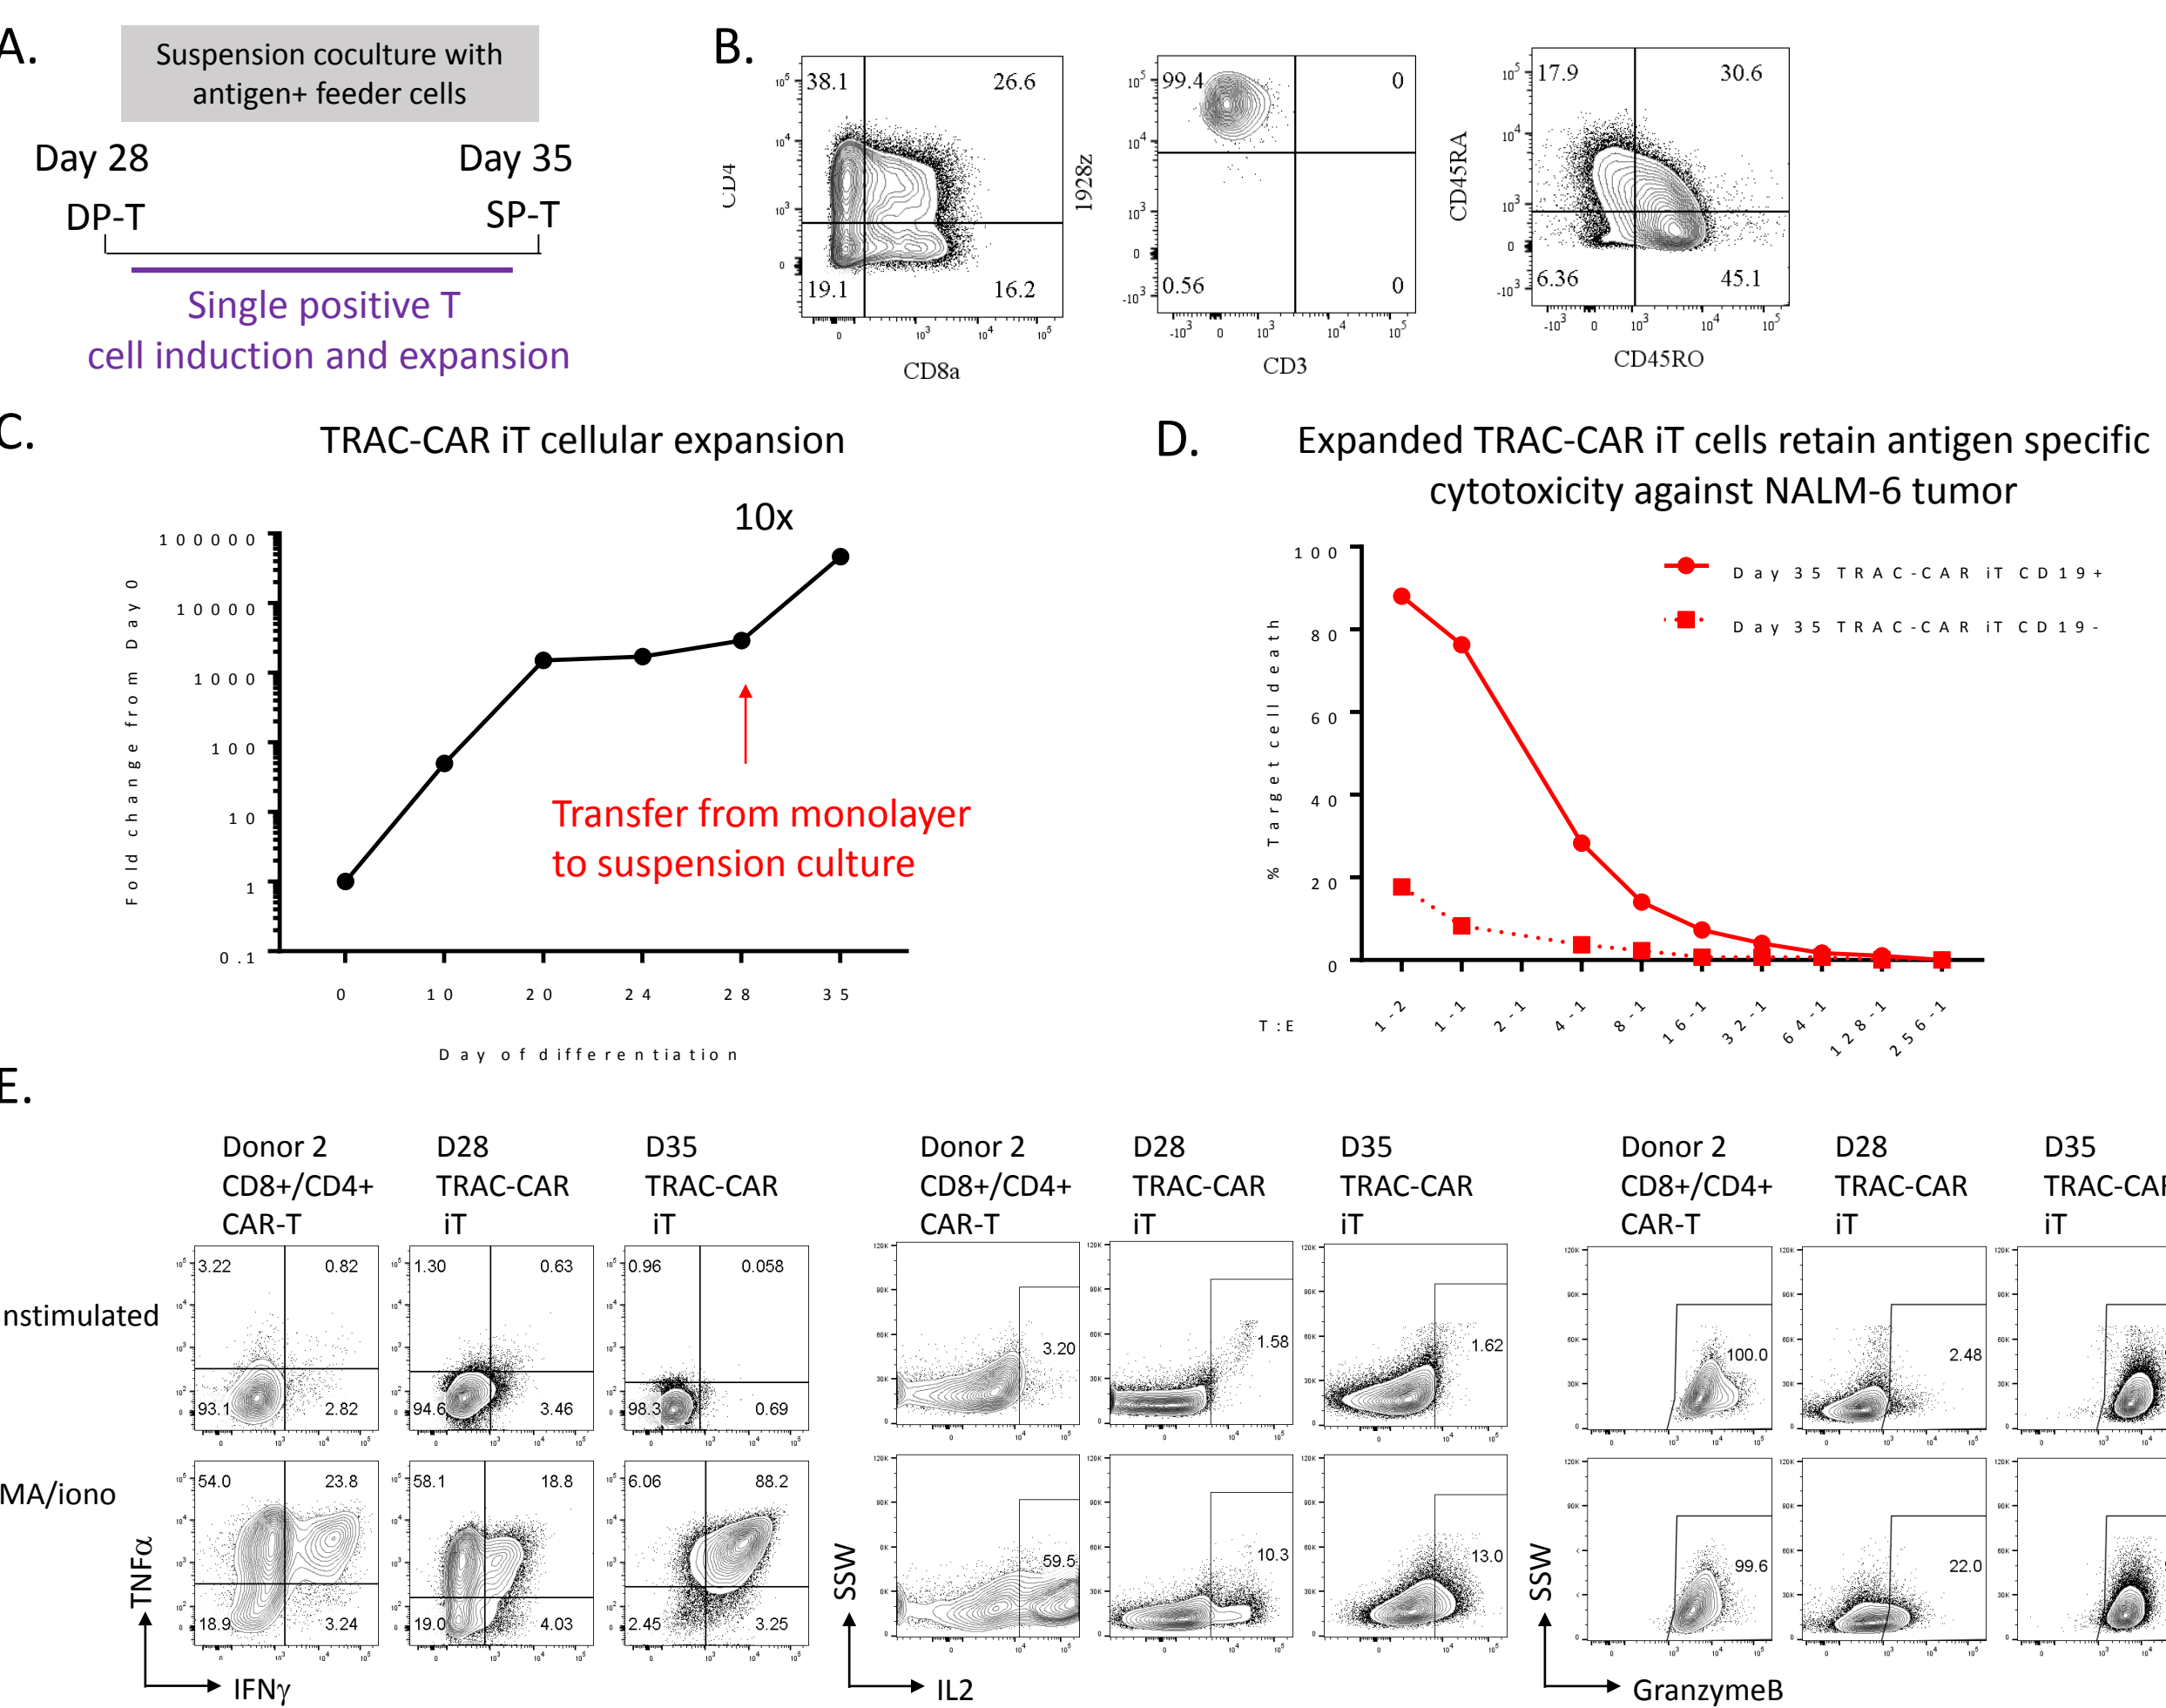 A.
Suspension coculture with
antigen+ feeder cells
Day 28
Day 35
DP-T
SP-T
Single positive T
cell induction and expansion
B.
38.1
26.6
19.1
16.2
CD4
CD8a
99.4
0
0.56
0
1928z
CD3
17.9
30.6
6.36
45.1
CD45RA
CD45RO
C.
TRAC-CAR iT cellular expansion
10x
Fold change from Day 0
100000
10000
1000
100
10
1
0.1
Transfer from monolayer
to suspension culture
0 10 20 24 28 35
Day of differentiation
D.
Expanded TRAC-CAR iT cells retain antigen specific
cytotoxicity against NALM-6 tumor
Day 35 TRAC-CAR iT CD19+
Day 35 TRAC-CAR iT CD19-
% Target cell death
100
80
60
40
20
0
T:E
1-2 1-1 2-1 4-1 8-1 16-1 32-1 64-1 128-1 256-1
E.
Donor 2
CD8+/CD4+
CAR-T
D28
TRAC-CAR
iT
D35
TRAC-CAR
iT
Donor 2
CD8+/CD4+
CAR-T
D28
TRAC-CAR
iT
D35
TRAC-CAR
iT
Donor 2
CD8+/CD4+
CAR-T
D28
TRAC-CAR
iT
D35
TRAC-CAR
iT
nstimulated
3.22 0.82
93.1 2.82
1.30 0.63
94.6 3.46
0.96 0.058
98.3 0.69
3.20
1.58
1.62
100.0
2.48
MA/iono
54.0 23.8
18.9 3.24
58.1 18.8
19.0 4.03
6.06 88.2
2.45 3.25
59.5
10.3
13.0
99.6
22.0
TNFα
IFNγ
SSW
IL2
SSW
GranzymeB